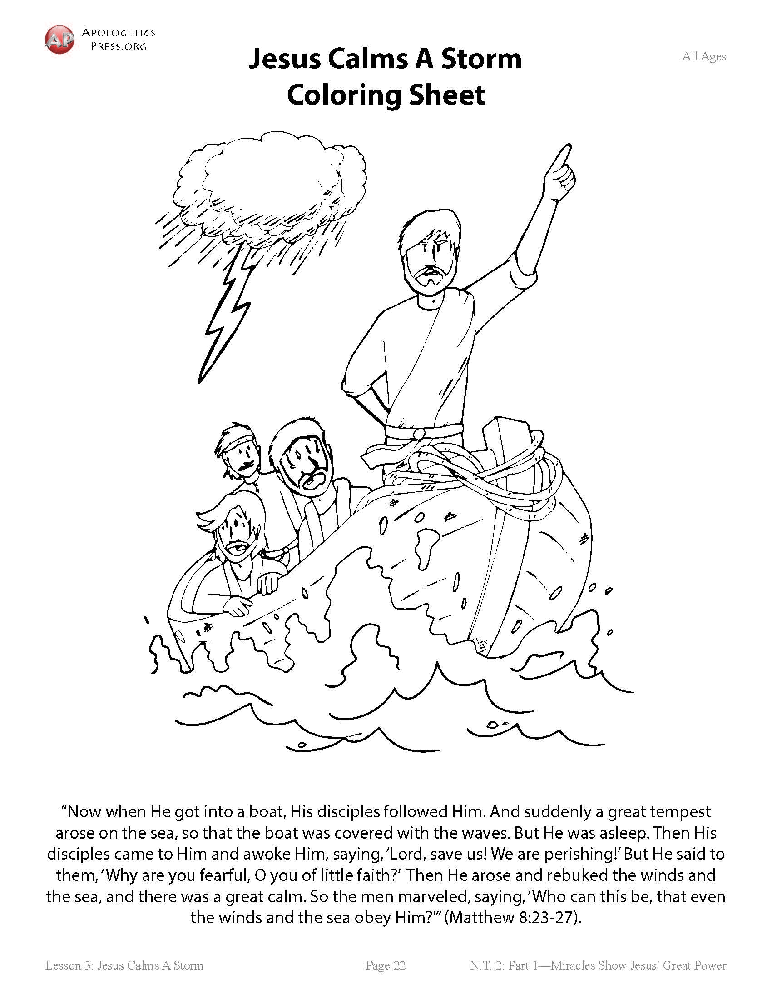 AP APOLOGETICS
PRESS.ORG
Jesus Calms A Storm
Coloring Sheet
All Ages
“Now when He got into a boat, His disciples followed Him. And suddenly a great tempest
arose on the sea, so that the boat was covered with the waves. But He was asleep. Then His
disciples came to Him and awoke Him, saying, ‘Lord, save us! We are perishing!’ But He said to
them, ‘Why are you fearful, O you of little faith?’ Then He arose and rebuked the winds and
the sea, and there was a great calm. So the men marveled, saying, ‘Who can this be, that even
the winds and the sea obey Him?’” (Matthew 8:23-27).
Lesson 3: Jesus Calms A Storm
Page 22
N.T. 2: Part 1—Miracles Show Jesus’ Great Power